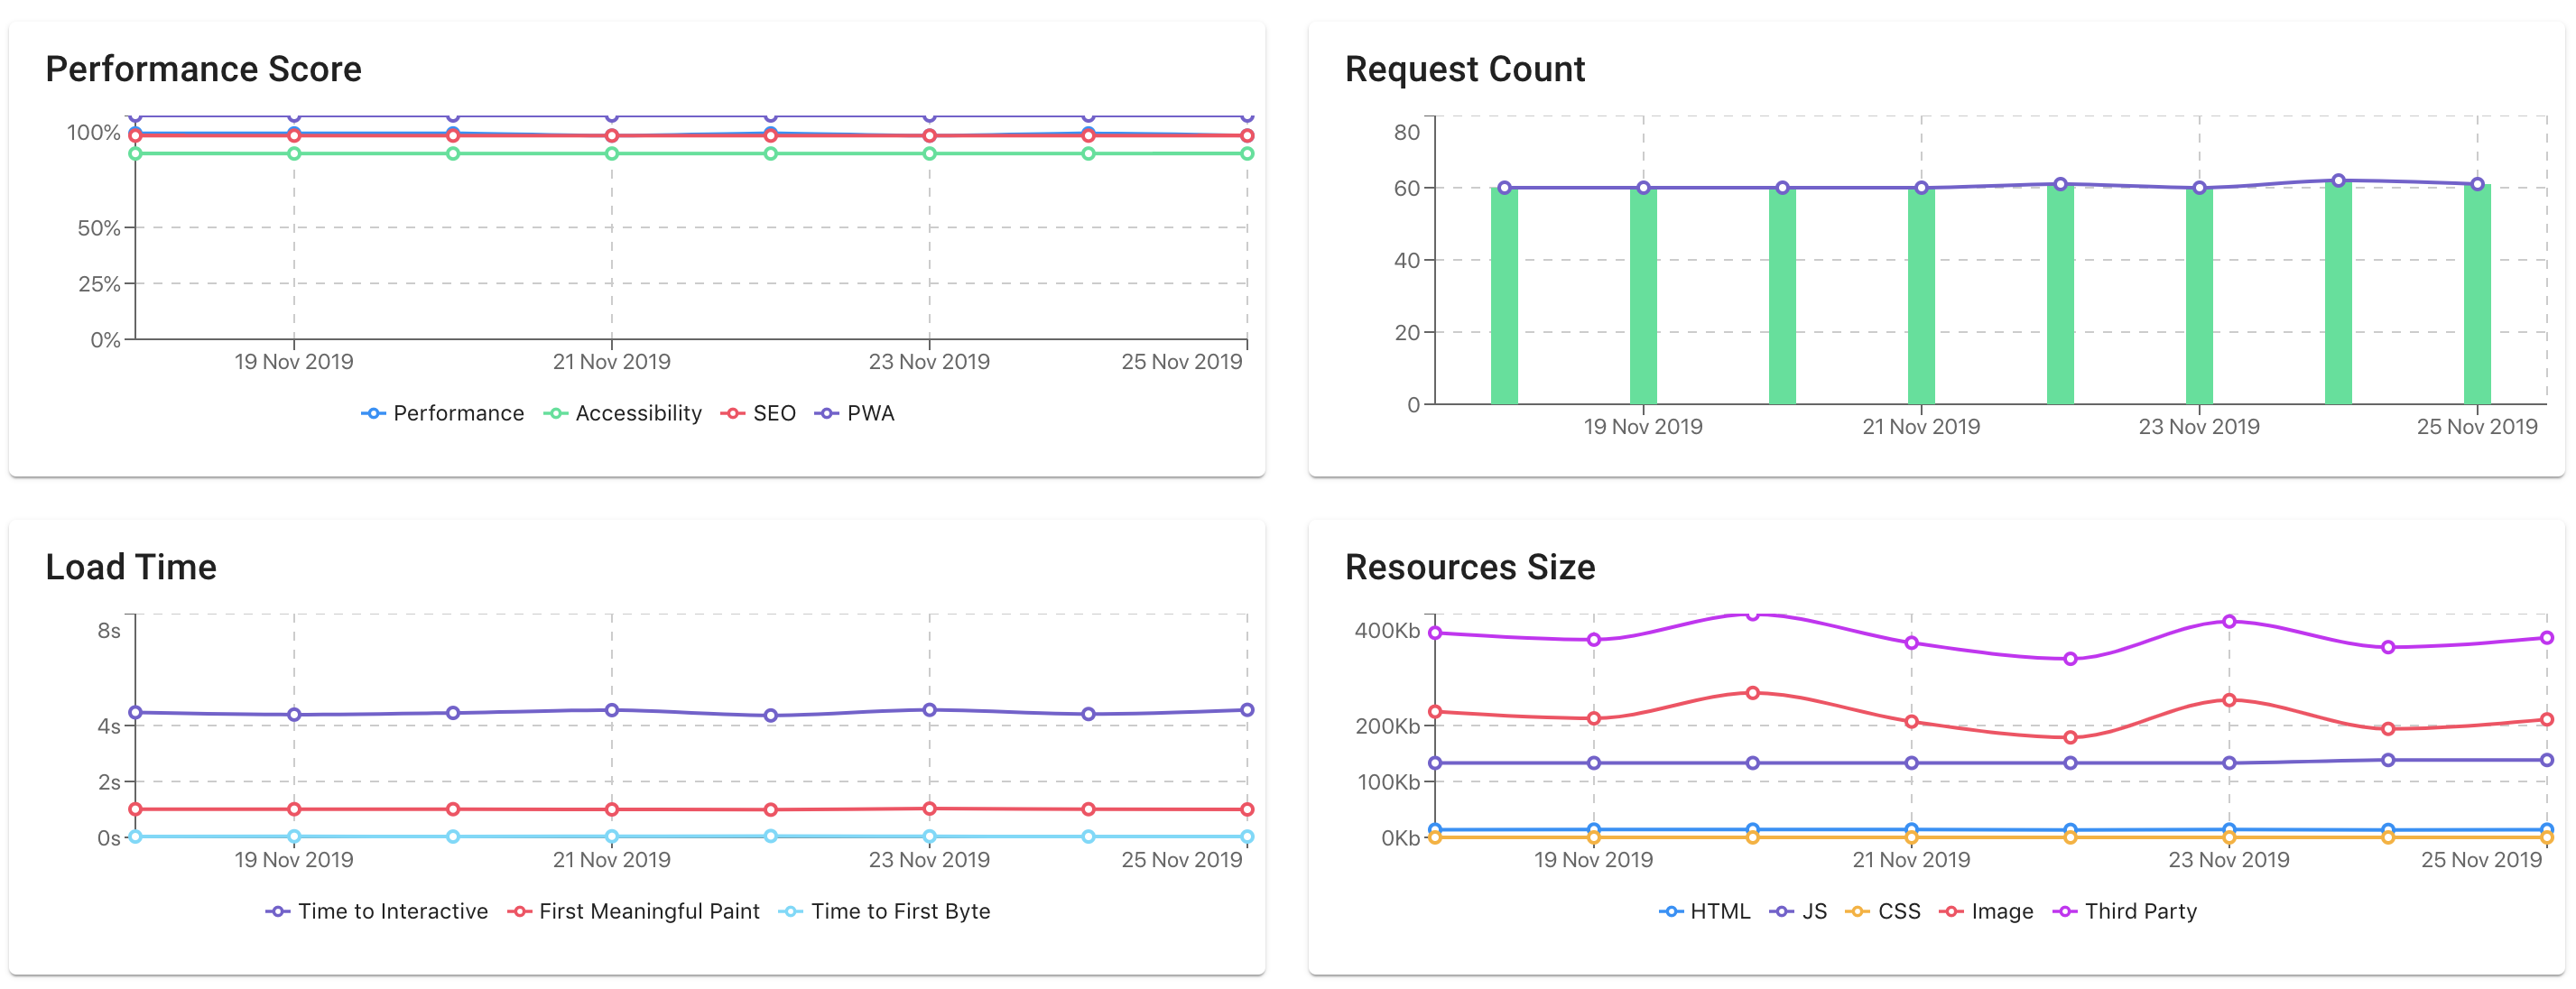 Performance Score
100%
50%
25%
0%
19 Nov 2019 21 Nov 2019 23 Nov 2019 25 Nov 2019
Performance Accessibility SEO PWA
Request Count
80
60
40
20
0
19 Nov 2019 21 Nov 2019 23 Nov 2019 25 Nov 2019
Load Time
8s
4s
2s
0s
19 Nov 2019 21 Nov 2019 23 Nov 2019 25 Nov 2019
Time to Interactive First Meaningful Paint Time to First Byte
Resources Size
400Kb
200Kb
100Kb
0Kb
19 Nov 2019 21 Nov 2019 23 Nov 2019 25 Nov 2019
HTML JS CSS Image Third Party